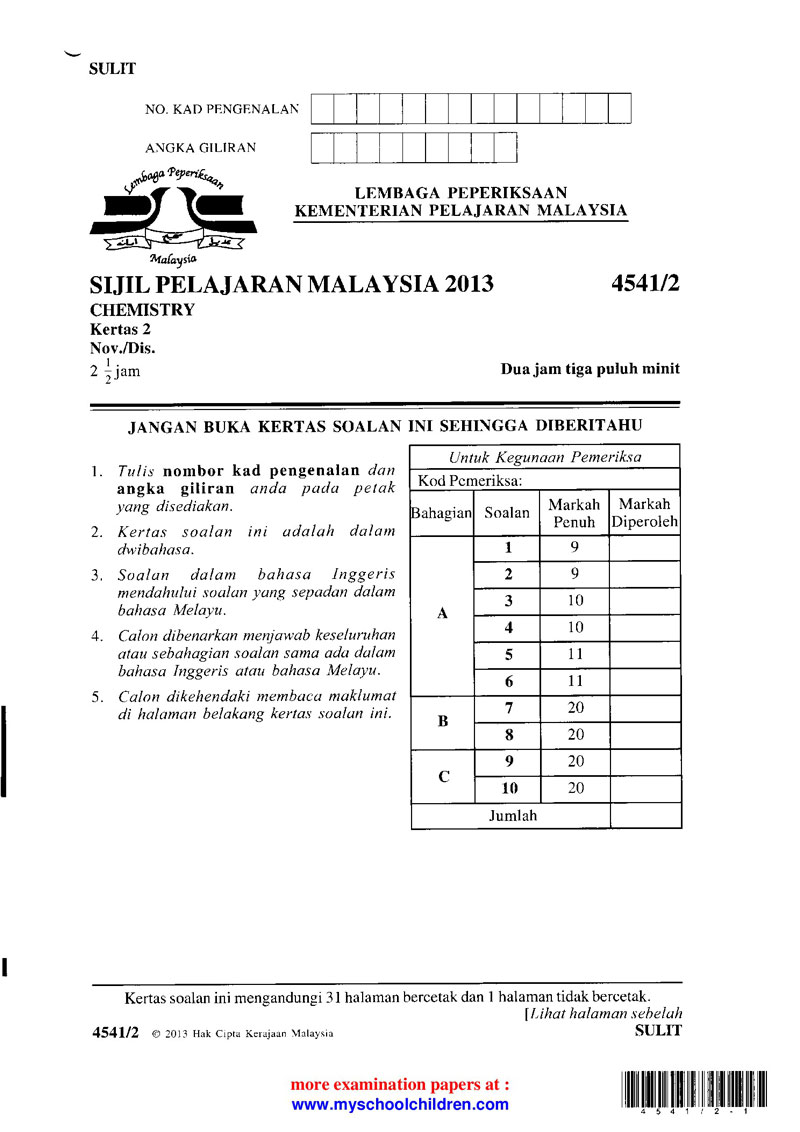 SULIT
NO. KAD PENGENALAN
ANGKA GILIRAN
Lembaga Peperiksaan
Malaysia
LEMBAGA PEPERIKSAAN
KEMENTERIAN PELAJARAN MALAYSIA
SIJIL PELAJARAN MALAYSIA 2013 4541/2
CHEMISTRY
Kertas 2
Nov./Dis.
2 1/2 jam Dua jam tiga puluh minit
JANGAN BUKA KERTAS SOALAN INI SEHINGGA DIBERITAHU
1. Tulis nombor kad pengenalan dan
angka giliran anda pada petak
yang disediakan.
2. Kertas soalan ini adalah dalam
dwibahasa.
3. Soalan dalam bahasa Inggeris
mendahului soalan yang sepadan dalam
bahasa Melayu.
4. Calon dibenarkan menjawab keseluruhan
atau sebahagian soalan sama ada dalam
bahasa Inggeris atau bahasa Melayu.
5. Calon dikehendaki membaca maklumat
di halaman belakang kertas soalan ini.
Untuk Kegunaan Pemeriksa
Kod Pemeriksa:
Bahagian Soalan Markah Penuh Markah Diperoleh
A
1 9
2 9
3 10
4 10
5 11
6 11
B
7 20
8 20
C
9 20
10 20
Jumlah
Kertas soalan ini mengandungi 31 halaman bercetak dan 1 halaman tidak bercetak.
[Lihat halaman sebelah
4541/2 © 2013 Hak Cipta Kerajaan Malaysia SULIT
more examination papers at :
www.myschoolchildren.com
4541/2-1